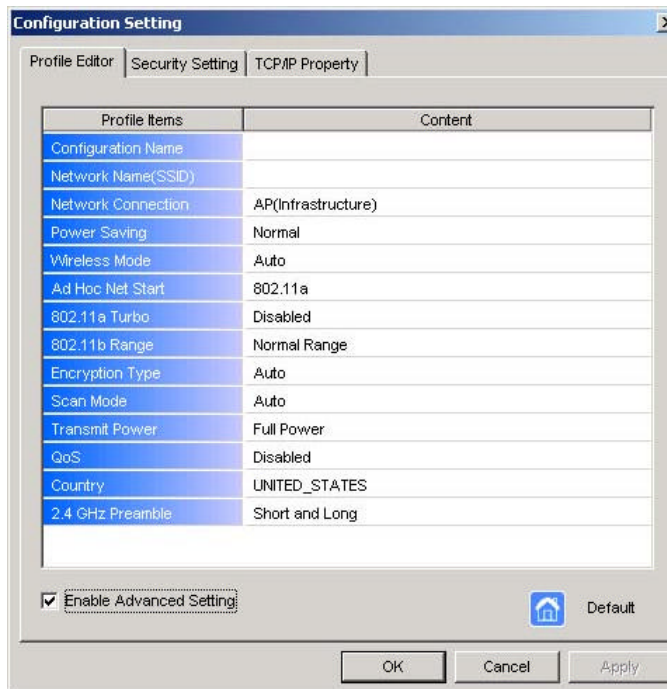 Configuration Setting
Profile Editor Security Setting TCP/IP Property
Profile Items Content
Configuration Name
Network Name(SSID)
Network Connection AP(Infrastructure)
Power Saving Normal
Wireless Mode Auto
Ad Hoc Net Start 802.11a
802.11a Turbo Disabled
802.11b Range Normal Range
Encryption Type Auto
Scan Mode Auto
Transmit Power Full Power
QoS Disabled
Country UNITED_STATES
2.4 GHz Preamble Short and Long
Enable Advanced Setting Default
OK Cancel Apply